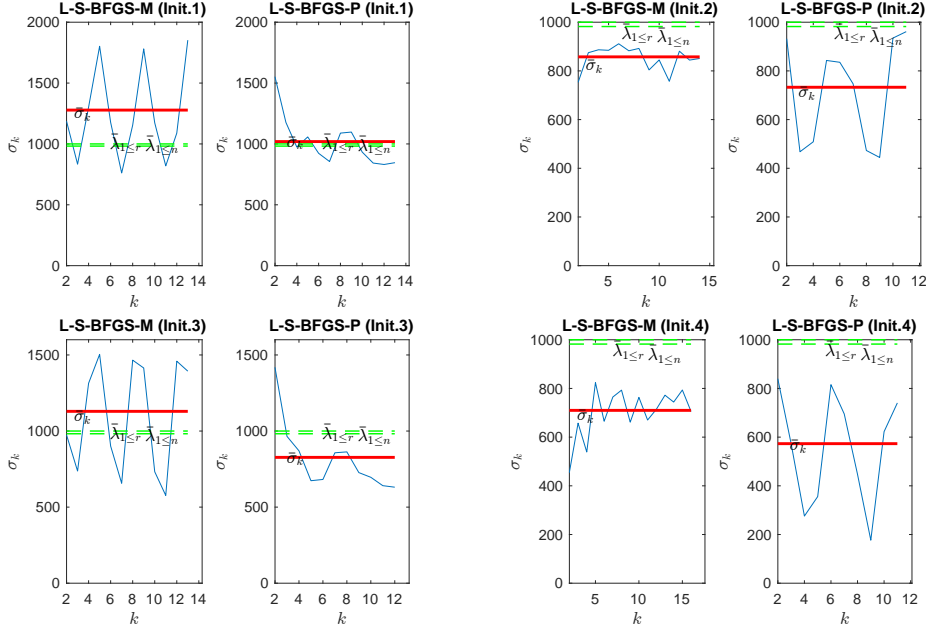 L-S-BFGS-M (Init.1)
2000
1500
1000
500
0
σ_k
σ̄_k
λ̄_{1≤r} λ̄_{1≤n}
2 4 6 8 10 12 14
k
L-S-BFGS-P (Init.1)
2000
1500
1000
500
0
σ_k
σ̄_k
λ̄_{1≤r} λ̄_{1≤n}
2 4 6 8 10 12 14
k
L-S-BFGS-M (Init.2)
1000
800
600
400
200
0
σ_k
λ̄_{1≤r} λ̄_{1≤n}
σ̄_k
5 10 15
k
L-S-BFGS-P (Init.2)
1000
800
600
400
200
0
σ_k
λ̄_{1≤r} λ̄_{1≤n}
σ̄_k
2 4 6 8 10 12
k
L-S-BFGS-M (Init.3)
1500
1000
500
0
σ_k
σ̄_k
λ̄_{1≤r} λ̄_{1≤n}
2 4 6 8 10 12 14
k
L-S-BFGS-P (Init.3)
1500
1000
500
0
σ_k
λ̄_{1≤r} λ̄_{1≤n}
σ̄_k
2 4 6 8 10 12
k
L-S-BFGS-M (Init.4)
1000
800
600
400
200
0
σ_k
λ̄_{1≤r} λ̄_{1≤n}
σ̄_k
5 10 15
k
L-S-BFGS-P (Init.4)
1000
800
600
400
200
0
σ_k
λ̄_{1≤r} λ̄_{1≤n}
σ̄_k
2 4 6 8 10 12
k